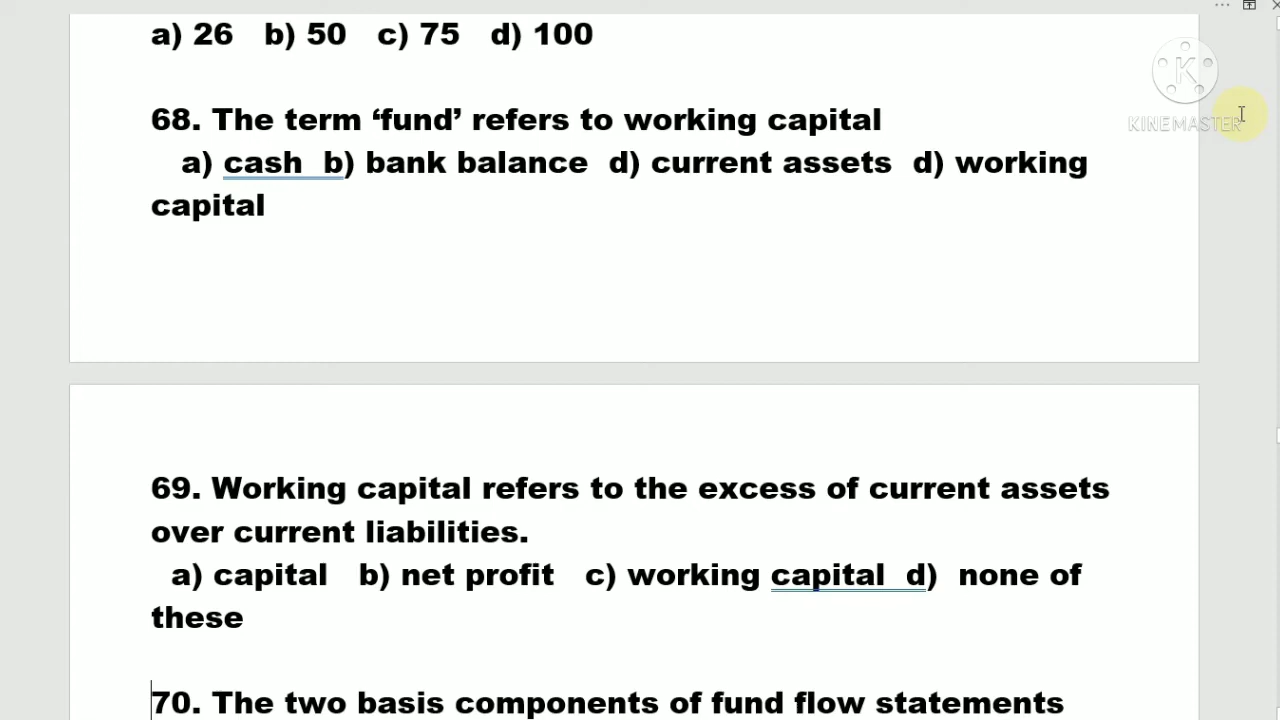 a) 26 b) 50 c) 75 d) 100
68. The term ‘fund’ refers to working capital
a) cash b) bank balance d) current assets d) working
capital
KINEMASTER
69. Working capital refers to the excess of current assets
over current liabilities.
a) capital b) net profit c) working capital d) none of
these
70. The two basis components of fund flow statements